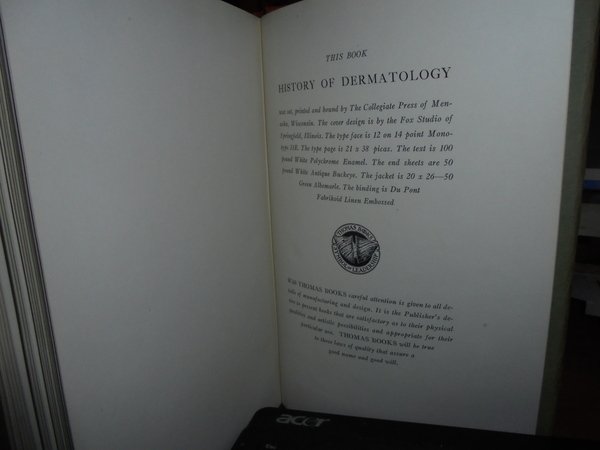 THIS BOOK
HISTORY OF DERMATOLOGY
was set, printed and bound by The Collegiate Press of Men-
asha, Wisconsin. The cover design is by the Fox Studio of
Springfield, Illinois. The type face is 12 on 14 point Mono-
type The type page is 21 x 38 picas. The text is 100
pound White Polychrome Enamel. The end sheets are 50
pound White Antique Buckeye. The jacket is 20 x 26—50
Green Albemarle. The binding is Du Pont
Fabrikoid Linen Embossed
CHARLES C THOMAS BOOKS
LEADERSHIP
With THOMAS BOOKS careful attention is given to all de-
tails of manufacturing and design. It is the Publisher's de-
sire to present books that are satisfactory as to their physical
qualities and artistic possibilities and appropriate for their
particular use. THOMAS BOOKS will be true
to those laws of quality that assure a
good name and good will.
acer